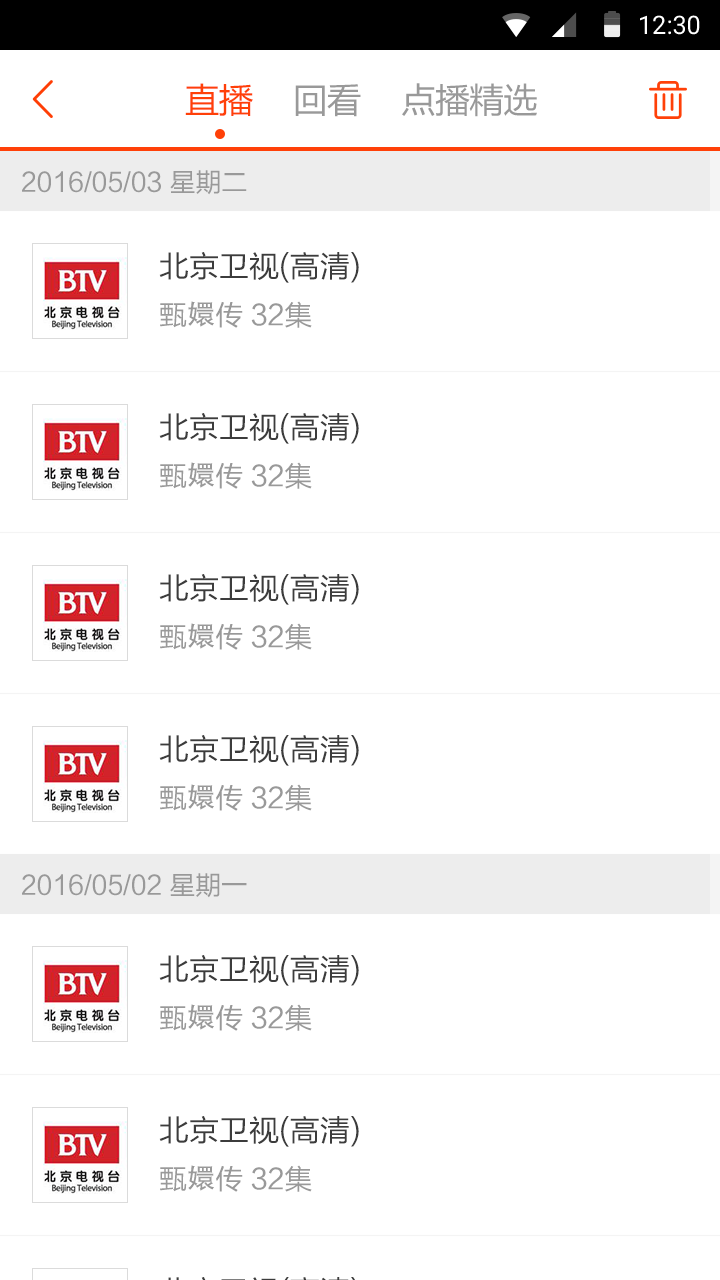 12:30
直播 回看 点播精选
2016/05/03 星期二
BTV
北京电视台
Beijing Television
北京卫视(高清)
甄嬛传 32集
BTV
北京电视台
Beijing Television
北京卫视(高清)
甄嬛传 32集
BTV
北京电视台
Beijing Television
北京卫视(高清)
甄嬛传 32集
BTV
北京电视台
Beijing Television
北京卫视(高清)
甄嬛传 32集
2016/05/02 星期一
BTV
北京电视台
Beijing Television
北京卫视(高清)
甄嬛传 32集
BTV
北京电视台
Beijing Television
北京卫视(高清)
甄嬛传 32集